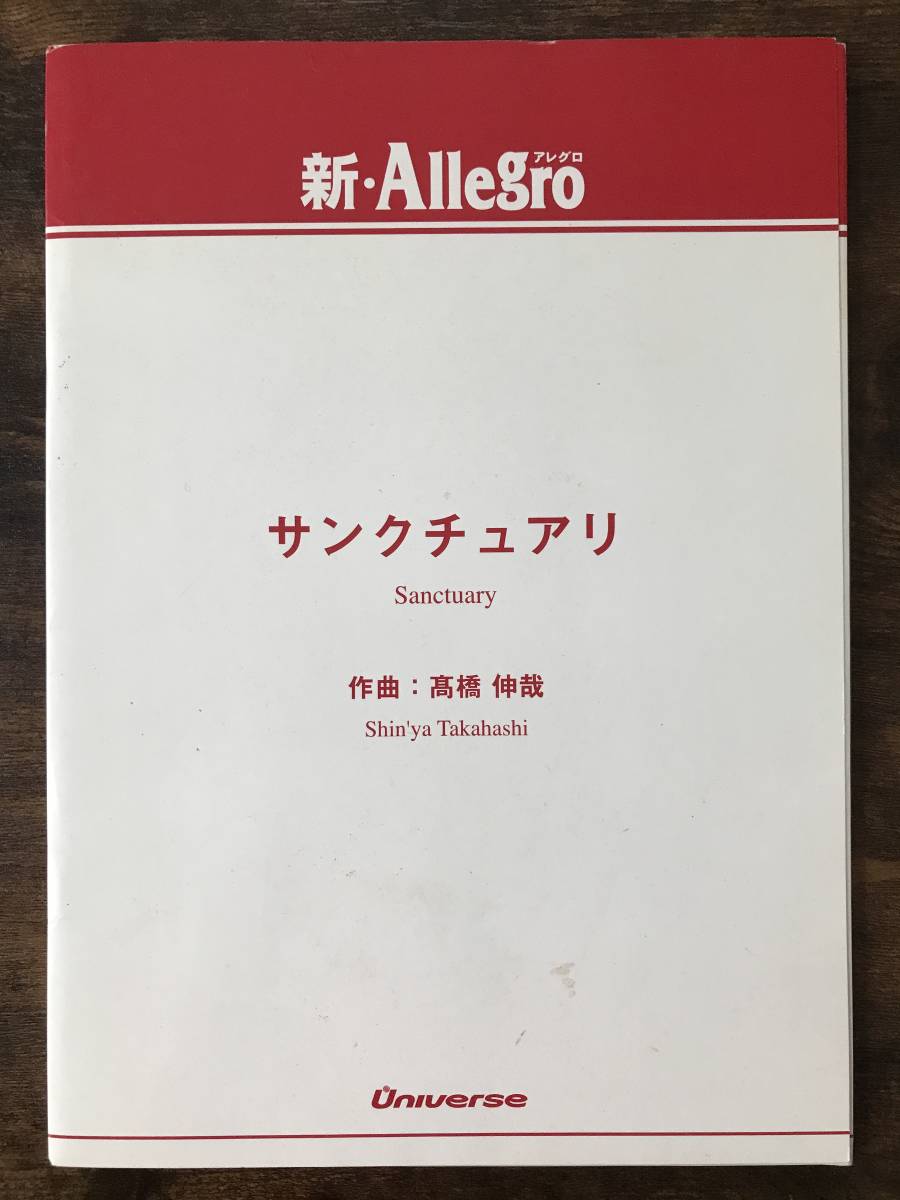 アレグロ
新・Allegro
サンクチュアリ
Sanctuary
作曲：髙橋 伸哉
Shin'ya Takahashi
Universe